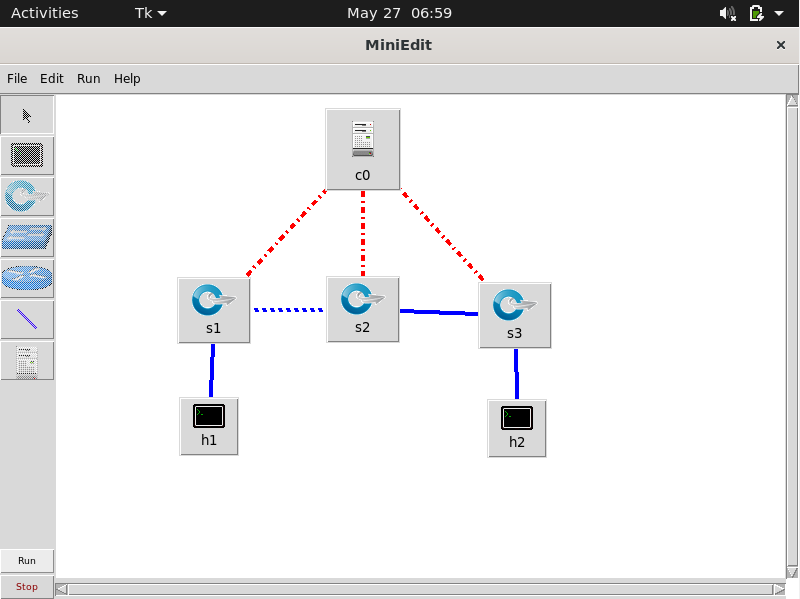 Activities Tk May 27 06:59
MiniEdit ×
File Edit Run Help
c0
s1 s2 s3
h1 h2
Run
Stop